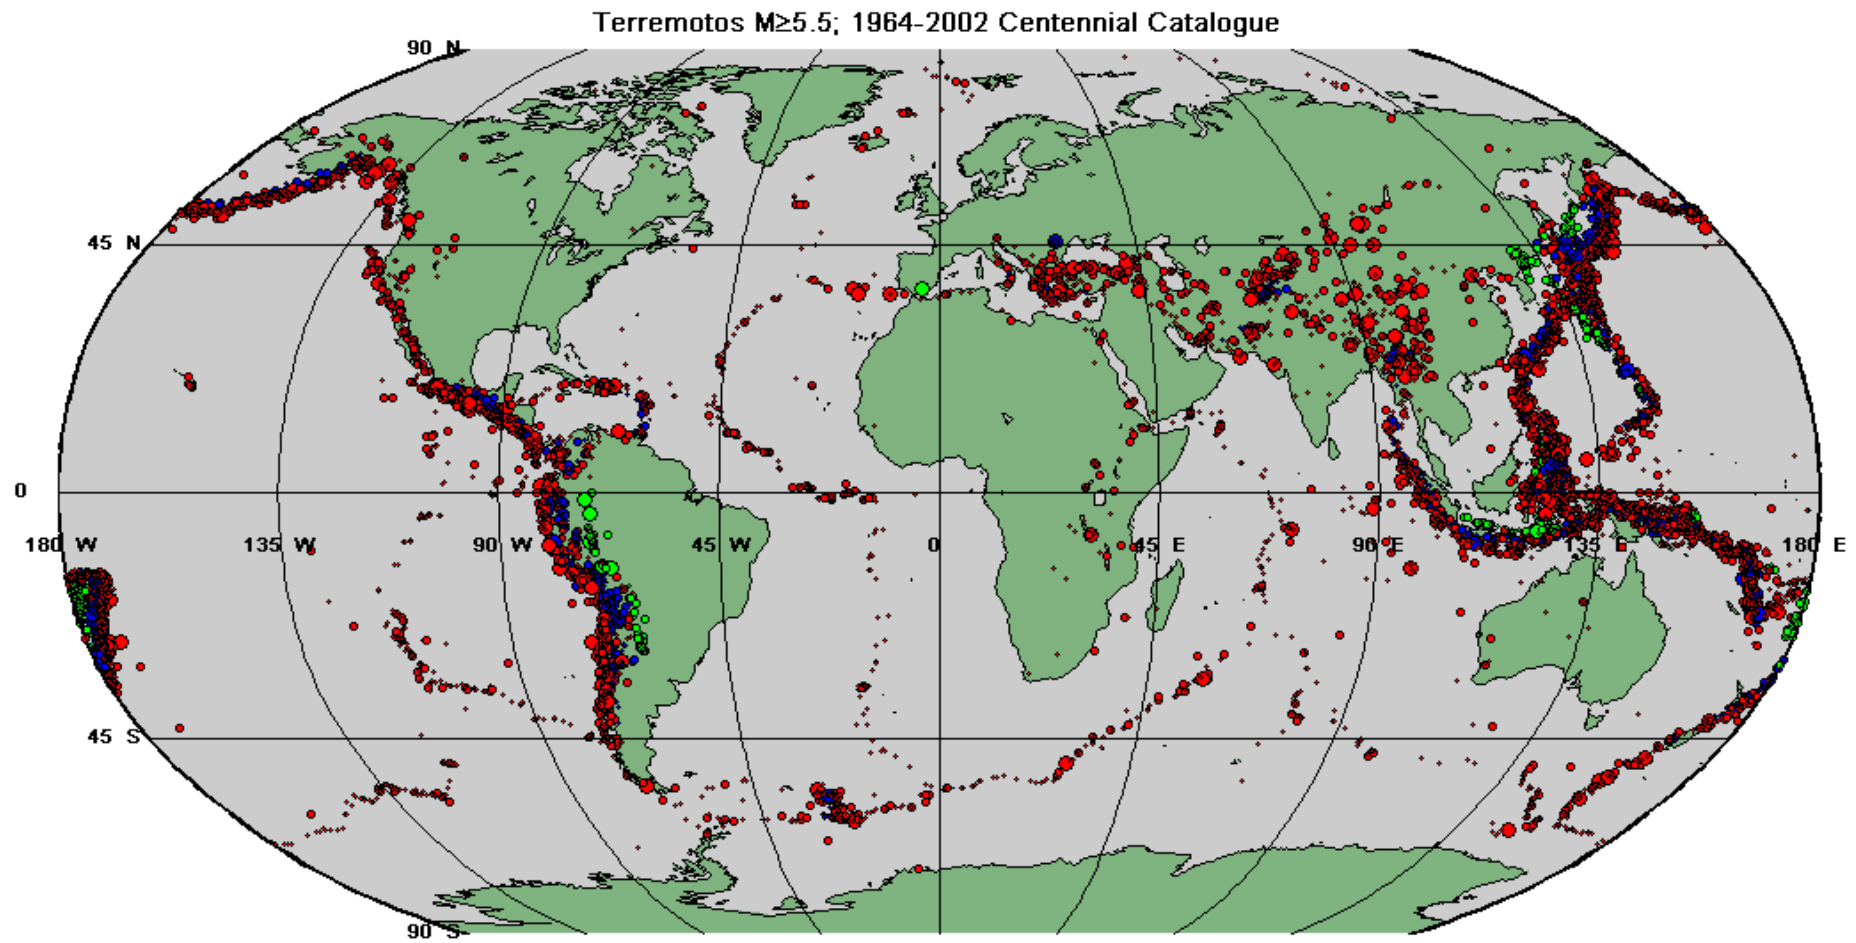 Terremotos M≥5.5; 1964-2002 Centennial Catalogue
90 N
45 N
0
180 W
135 W
90 W
45 W
0
45 E
90 E
135 E
180 E
45 S
90 S